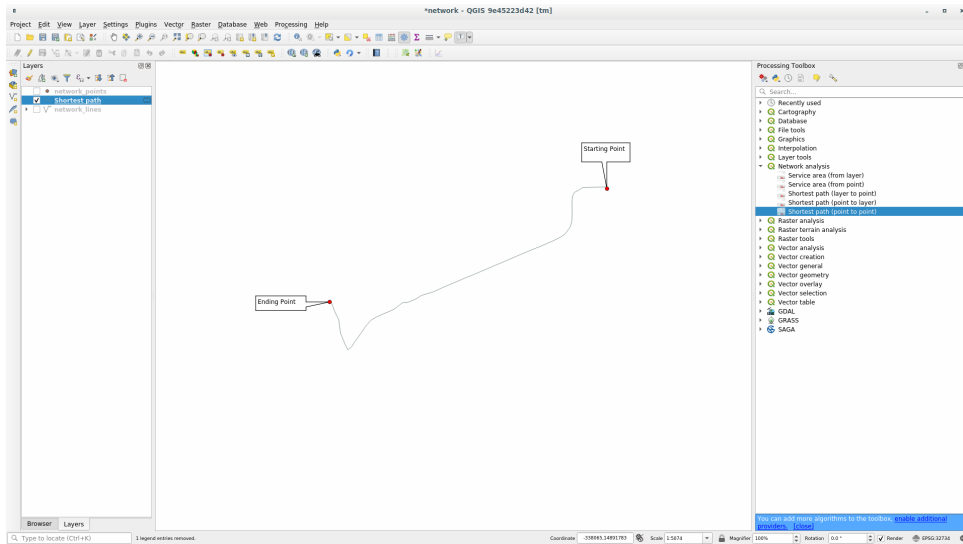 *network - QGIS 9e45223d42 [tm]
Project Edit View Layer Settings Plugins Vector Raster Database Web Processing Help
Layers
network_points
Shortest path
network_lines
Starting Point
Ending Point
Processing Toolbox
Search...
Recently used
Cartography
Database
File tools
Graphics
Interpolation
Layer tools
Network analysis
Service area (from layer)
Service area (from point)
Shortest path (layer to point)
Shortest path (point to layer)
Shortest path (point to point)
Raster analysis
Raster terrain analysis
Raster tools
Vector analysis
Vector creation
Vector general
Vector geometry
Vector overlay
Vector selection
Vector table
GDAL
GRASS
SAGA
You can add more algorithms to the toolbox, enable additional
providers. [close]
Browser Layers
Type to locate (Ctrl+K) 1 legend entries removed. Coordinate -338065,14891783 Scale 1:5074 Magnifier 100% Rotation 0,0 ° Render EPSG:32734